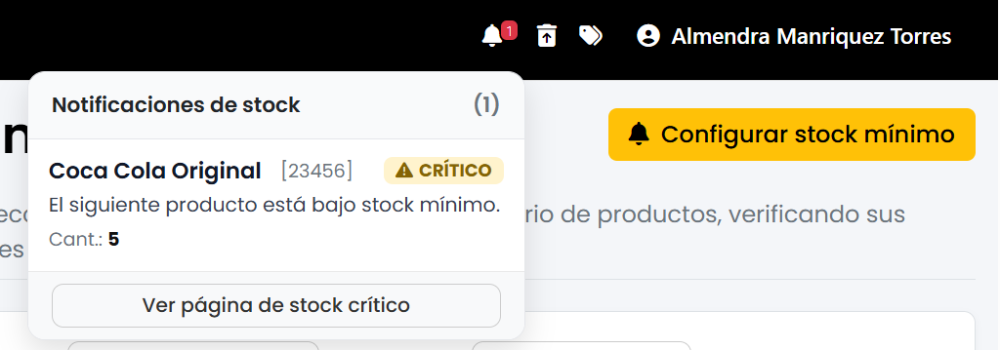 1
Almendra Manriquez Torres
Notificaciones de stock (1)
Configurar stock mínimo
Coca Cola Original [23456] CRÍTICO
El siguiente producto está bajo stock mínimo.
rio de productos, verificando sus
Cant.: 5
es
Ver página de stock crítico